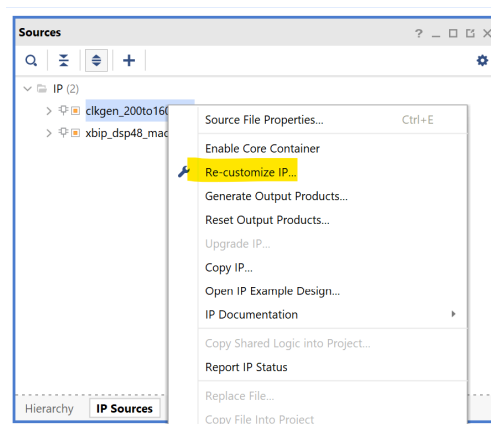 Sources
IP (2)
clkgen_200to160
xbip_dsp48_mac
Source File Properties... Ctrl+E
Enable Core Container
Re-customize IP...
Generate Output Products...
Reset Output Products...
Upgrade IP...
Copy IP...
Open IP Example Design...
IP Documentation
Copy Shared Logic into Project...
Report IP Status
Replace File...
Copy File Into Project
Hierarchy IP Sources